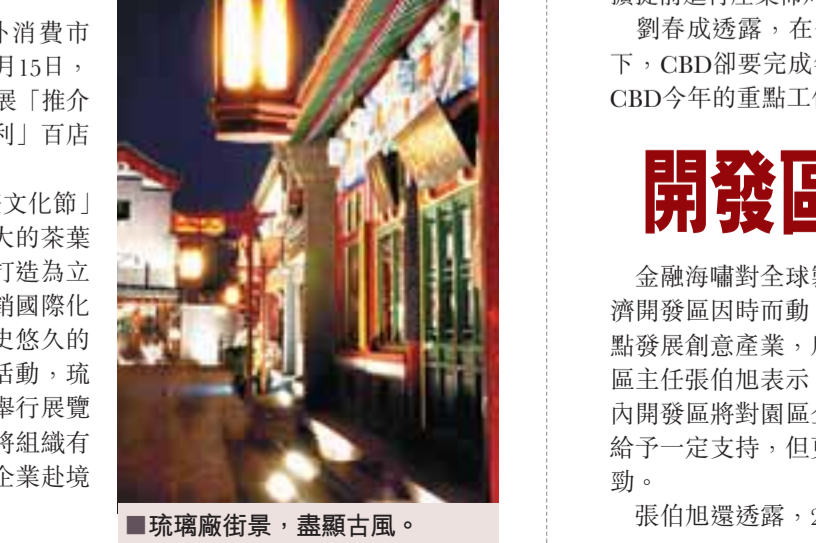 外消費市
月15日，
展「推介
利」百店
文化節」
大的茶葉
打造為立
銷國際化
史悠久的
活動，琉
舉行展覽
將組織有
企業赴境
■琉璃廠街景，盡顯古風。
劉春成透露，在
下，CBD卻要完成
CBD今年的重點工
開發區
金融海嘯對全球
濟開發區因時而動
點發展創意產業，
區主任張伯旭表示
內開發區將對園區
給予一定支持，但
勁。
張伯旭還透露，2